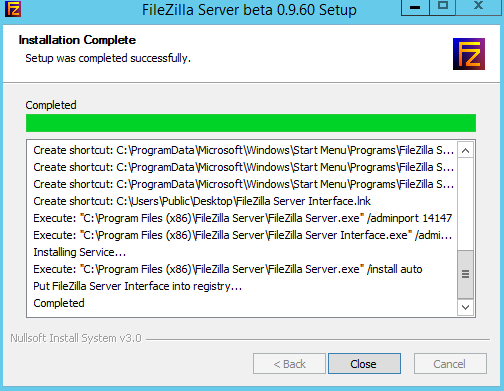 FileZilla Server beta 0.9.60 Setup
Installation Complete
Setup was completed successfully.
Completed
Create shortcut: C:\ProgramData\Microsoft\Windows\Start Menu\Programs\FileZilla S...
Create shortcut: C:\ProgramData\Microsoft\Windows\Start Menu\Programs\FileZilla S...
Create shortcut: C:\ProgramData\Microsoft\Windows\Start Menu\Programs\FileZilla S...
Create shortcut: C:\Users\Public\Desktop\FileZilla Server Interface.lnk
Execute: "C:\Program Files (x86)\FileZilla Server\FileZilla Server.exe" /adminport 14147
Execute: "C:\Program Files (x86)\FileZilla Server\FileZilla Server Interface.exe" /admi...
Installing Service...
Execute: "C:\Program Files (x86)\FileZilla Server\FileZilla Server.exe" /install auto
Put FileZilla Server Interface into registry...
Completed
Nullsoft Install System v3.0
< Back
Close
Cancel